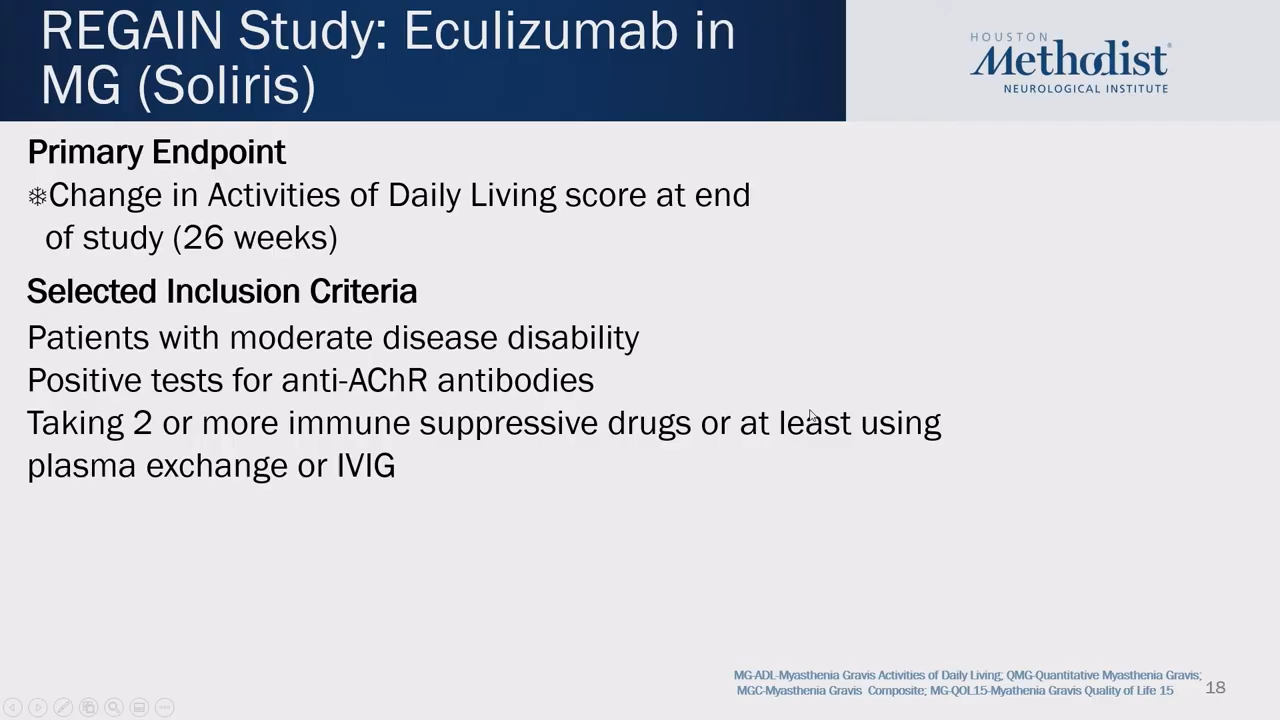 REGAIN Study: Eculizumab in
MG (Soliris)
HOUSTON
Methodist®
NEUROLOGICAL INSTITUTE
Primary Endpoint
❄Change in Activities of Daily Living score at end
of study (26 weeks)
Selected Inclusion Criteria
Patients with moderate disease disability
Positive tests for anti-AChR antibodies
Taking 2 or more immune suppressive drugs or at least using
plasma exchange or IVIG
MG-ADL-Myasthenia Gravis Activities of Daily Living; QMG-Quantitative Myasthenia Gravis;
MGC-Myasthenia Gravis Composite; MG-QOL15-Myathenia Gravis Quality of Life 15
18